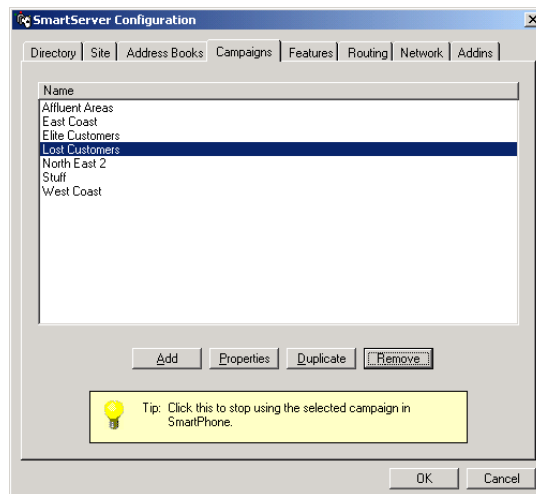 SmartServer Configuration
Directory Site Address Books Campaigns Features Routing Network Addins
Name
Affluent Areas
East Coast
Elite Customers
Lost Customers
North East 2
Stuff
West Coast
Add Properties Duplicate Remove
Tip: Click this to stop using the selected campaign in
SmartPhone.
OK Cancel